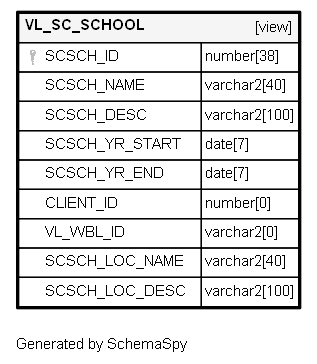 VL_SC_SCHOOL [view]
SCSCH_ID number[38]
SCSCH_NAME varchar2[40]
SCSCH_DESC varchar2[100]
SCSCH_YR_START date[7]
SCSCH_YR_END date[7]
CLIENT_ID number[0]
VL_WBL_ID varchar2[0]
SCSCH_LOC_NAME varchar2[40]
SCSCH_LOC_DESC varchar2[100]
Generated by SchemaSpy